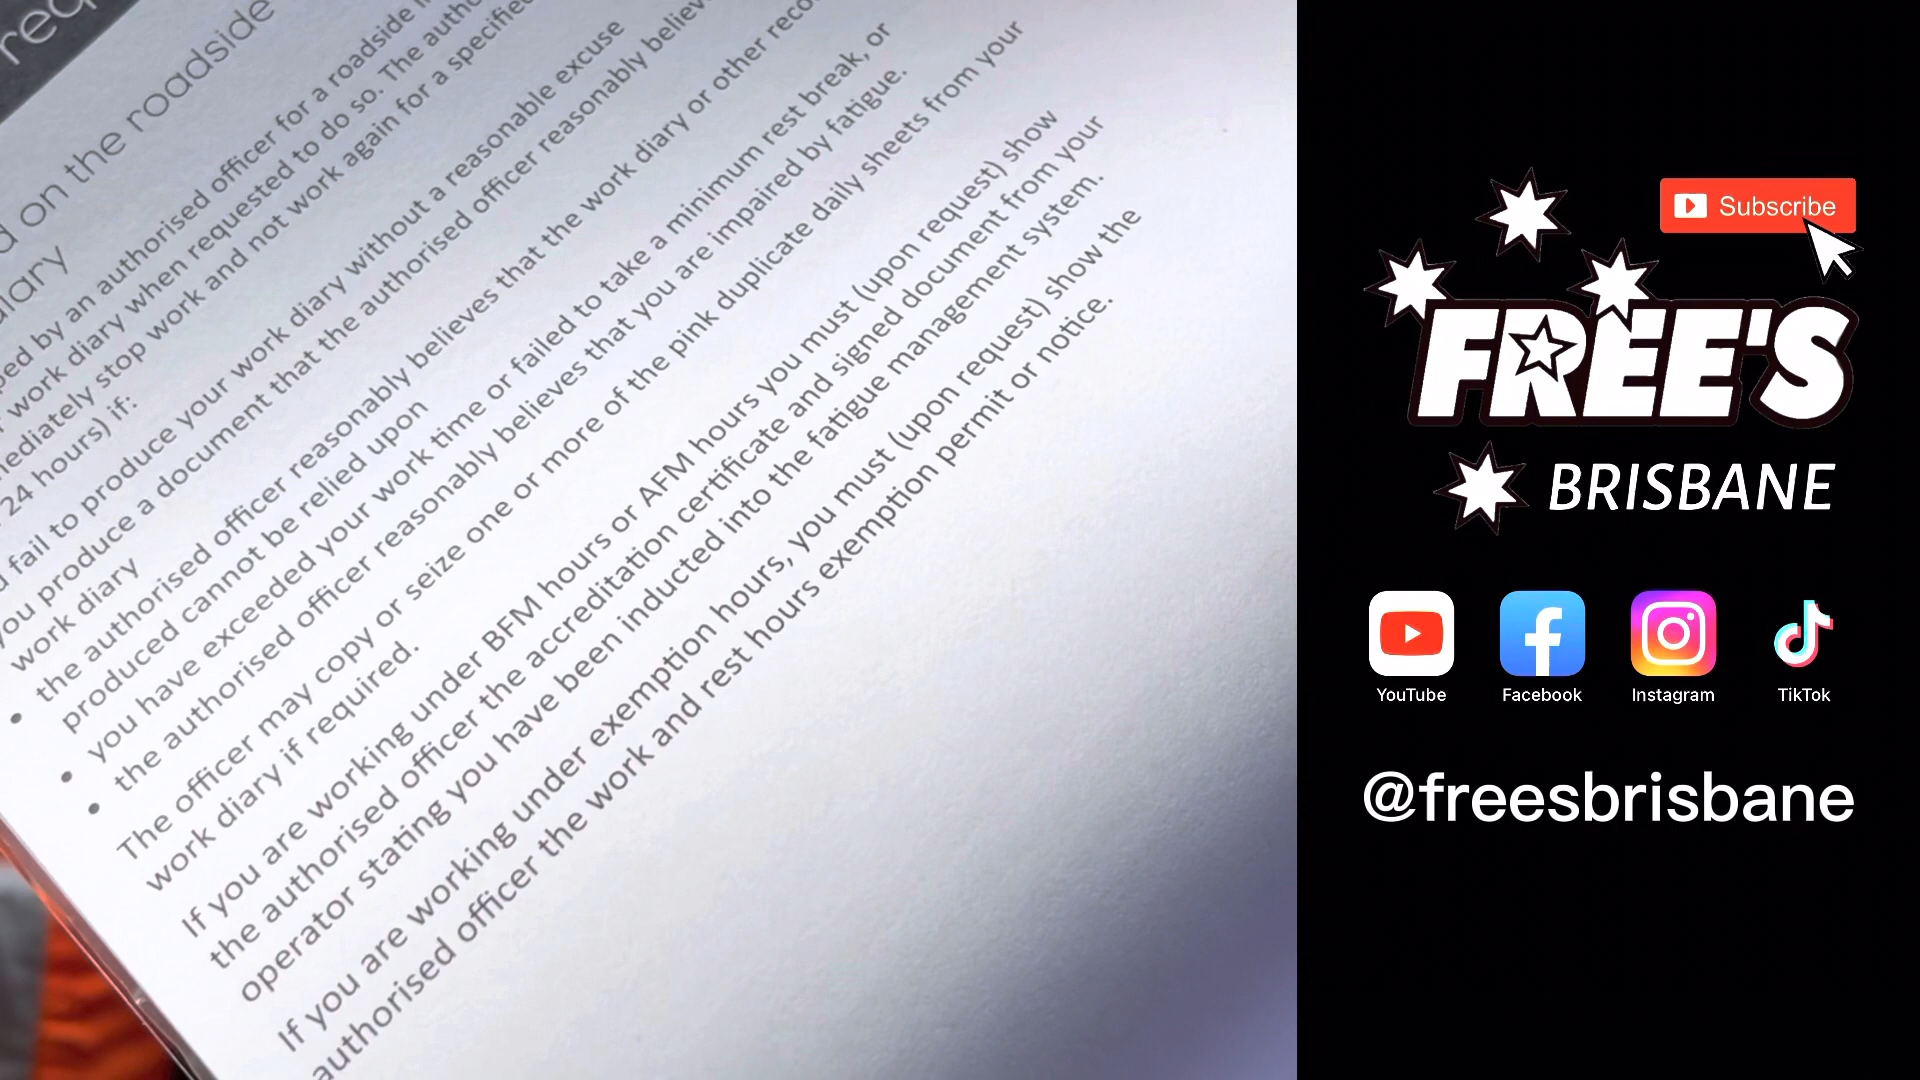 req
d on the roadside
diary
ped by an authorised officer for a roadside
work diary when requested to do so. The autho
mediately stop work and not work again for a specified
24 hours) if:
fail to produce your work diary without a reasonable excuse
you produce a document that the authorised officer reasonably believ
work diary
• the authorised officer reasonably believes that the work diary or other reco
produced cannot be relied upon
• you have exceeded your work time or failed to take a minimum rest break, or
• the authorised officer reasonably believes that you are impaired by fatigue.
The officer may copy or seize one or more of the pink duplicate daily sheets from your
work diary if required.
If you are working under BFM hours or AFM hours you must (upon request) show
the authorised officer the accreditation certificate and signed document from your
operator stating you have been inducted into the fatigue management system.
If you are working under exemption hours, you must (upon request) show the
authorised officer the work and rest hours exemption permit or notice.
Subscribe
FREE'S
BRISBANE
YouTube
Facebook
Instagram
TikTok
@freesbrisbane